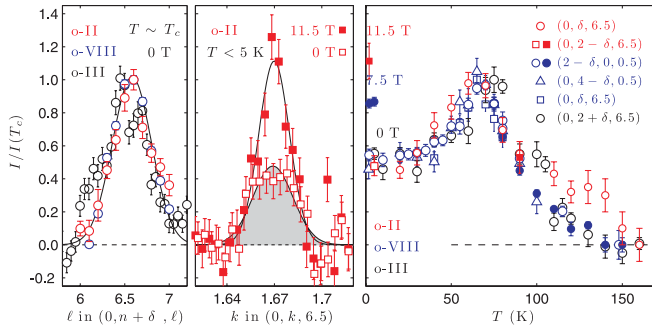 I/I(T_c)
1.4
1.2
1.0
0.8
0.6
0.4
0.2
0.0
-0.2
o-II
T ∼ T_c
o-VIII
0 T
o-III
6
6.5
7
ℓ in (0, n + δ, ℓ)
o-II
11.5 T
T < 5 K
0 T
1.64
1.67
1.7
k in (0, k, 6.5)
11.5 T
7.5 T
0 T
o-II
o-VIII
o-III
(0, δ, 6.5)
(0, 2 − δ, 6.5)
(2 − δ, 0, 0.5)
(0, 4 − δ, 0.5)
(0, δ, 6.5)
(0, 2 + δ, 6.5)
0
50
100
150
T (K)